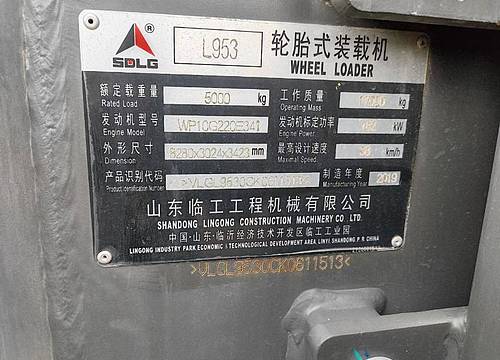 SDLG ®
L953
轮胎式装载机
WHEEL LOADER
额定载重量 5000 kg
Rated Load
工作质量 kg
Operating Mass
发动机型号 WP10G220E341
Engine Model
发动机标定功率 kW
Engine Power
外形尺寸 8280×3024×3423 mm
Dimension
最高设计速度 km/h
Maximal Speed
产品识别代码
Product Identification Number
制造年度 2019
Manufacturing Year
山东临工工程机械有限公司
SHANDONG LINGONG CONSTRUCTION MACHINERY CO. LTD.
中国·山东·临沂经济技术开发区临工工业园
LINGONG INDUSTRY PARK ECONOMIC & TECHNOLOGICAL DEVELOPMENT AREA, LINYI, SHANDONG P. R. CHINA
>VLGL9530CK0611513<